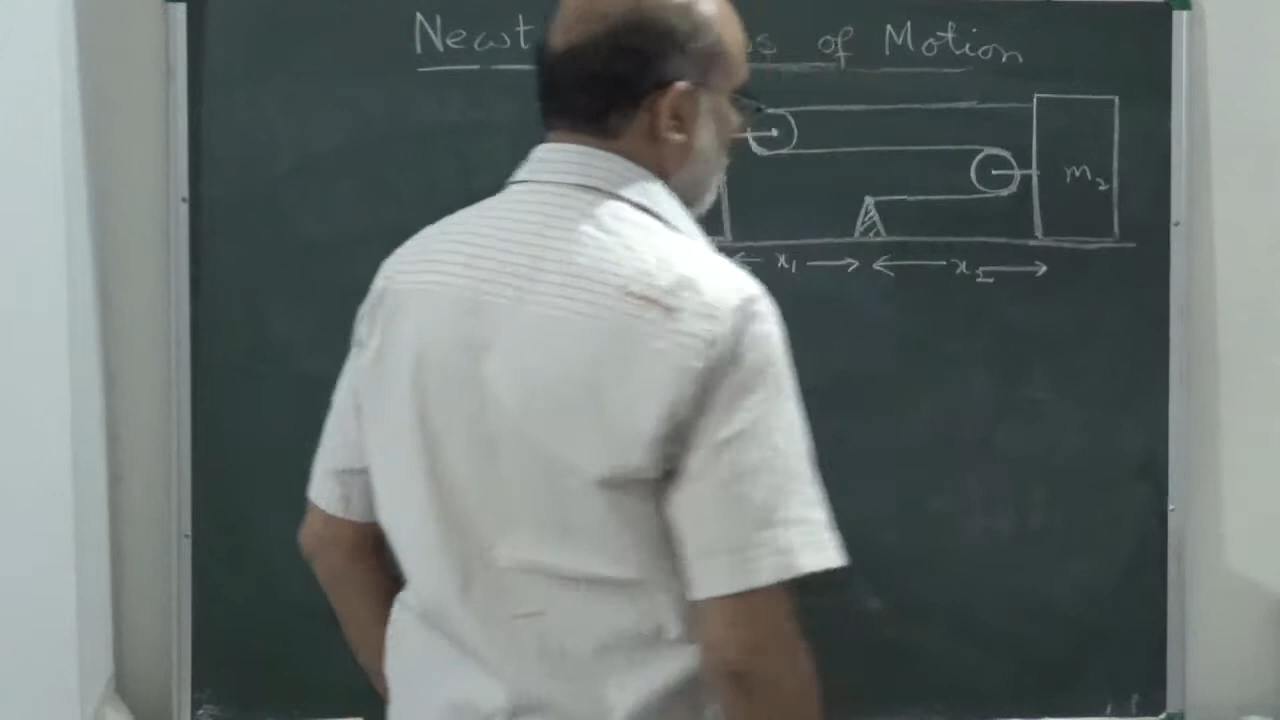 Newt of Motion
m₂
x₁ x₂